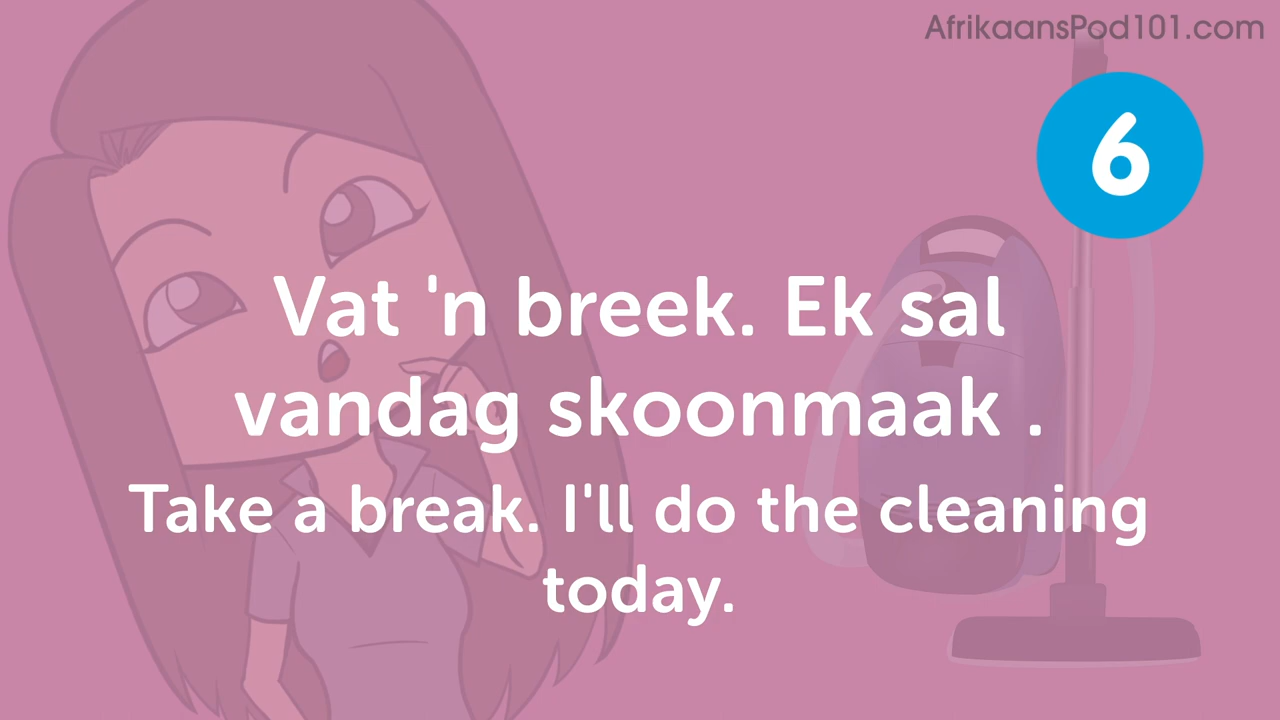 AfrikaansPod101.com
6
Vat 'n breek. Ek sal
vandag skoonmaak .
Take a break. I'll do the cleaning
today.